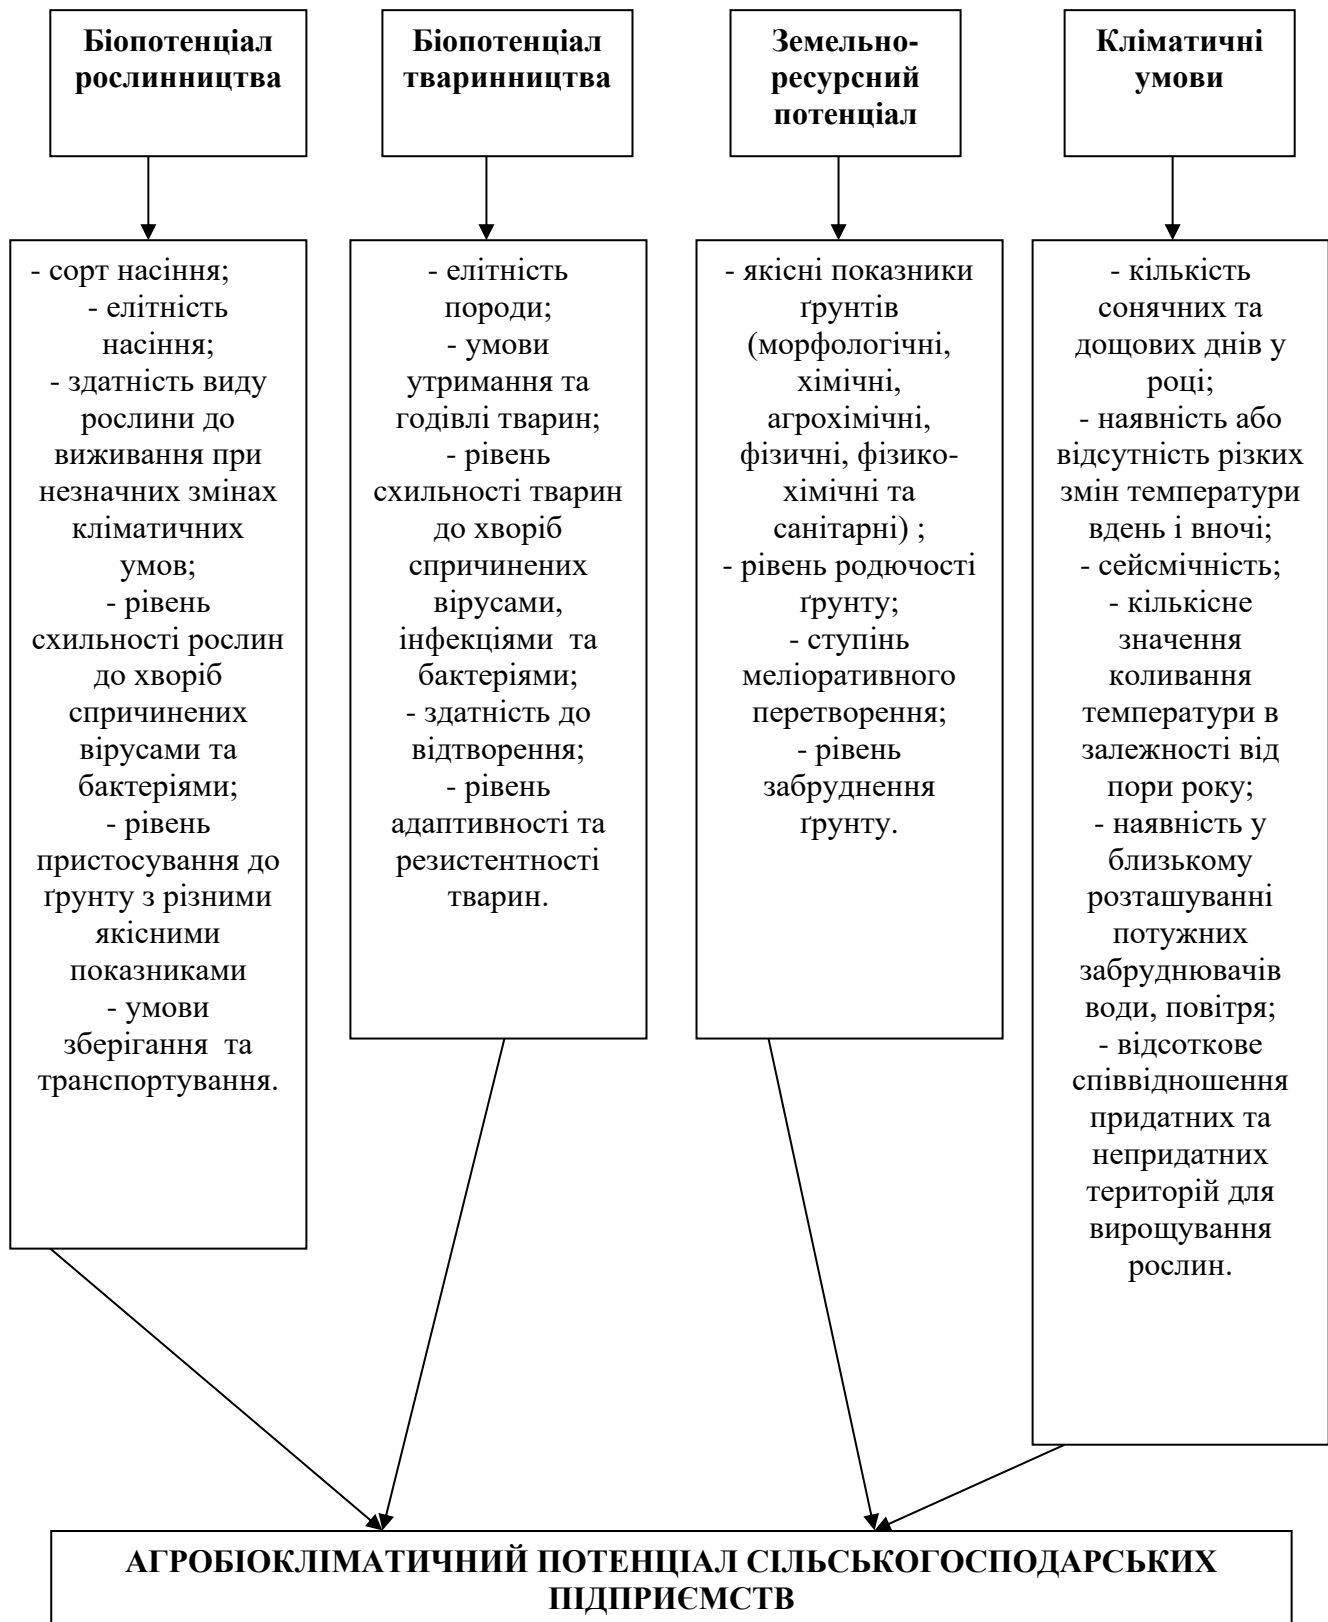 Біопотенціал
рослинництва
Біопотенціал
тваринництва
Земельно-
ресурсний
потенціал
Кліматичні
умови
- сорт насіння;
- елітність
насіння;
- здатність виду
рослини до
виживання при
незначних змінах
кліматичних
умов;
- рівень
схильності рослин
до хворіб
спричинених
вірусами та
бактеріями;
- рівень
пристосування до
ґрунту з різними
якісними
показниками
- умови
зберігання та
транспортування.
- елітність
породи;
- умови
утримання та
годівлі тварин;
- рівень
схильності тварин
до хворіб
спричинених
вірусами,
інфекціями та
бактеріями;
- здатність до
відтворення;
- рівень
адаптивності та
резистентності
тварин.
- якісні показники
ґрунтів
(морфологічні,
хімічні,
агрохімічні,
фізичні, фізико-
хімічні та
санітарні) ;
- рівень родючості
ґрунту;
- ступінь
меліоративного
перетворення;
- рівень
забруднення
ґрунту.
- кількість
сонячних та
дощових днів у
році;
- наявність або
відсутність різких
змін температури
вдень і вночі;
- сейсмічність;
- кількісне
значення
коливання
температури в
залежності від
пори року;
- наявність у
близькому
розташуванні
потужних
забруднювачів
води, повітря;
- відсоткове
співвідношення
придатних та
непридатних
територій для
вирощування
рослин.
АГРОБІОКЛІМАТИЧНИЙ ПОТЕНЦІАЛ СІЛЬСЬКОГОСПОДАРСЬКИХ
ПІДПРИЄМСТВ